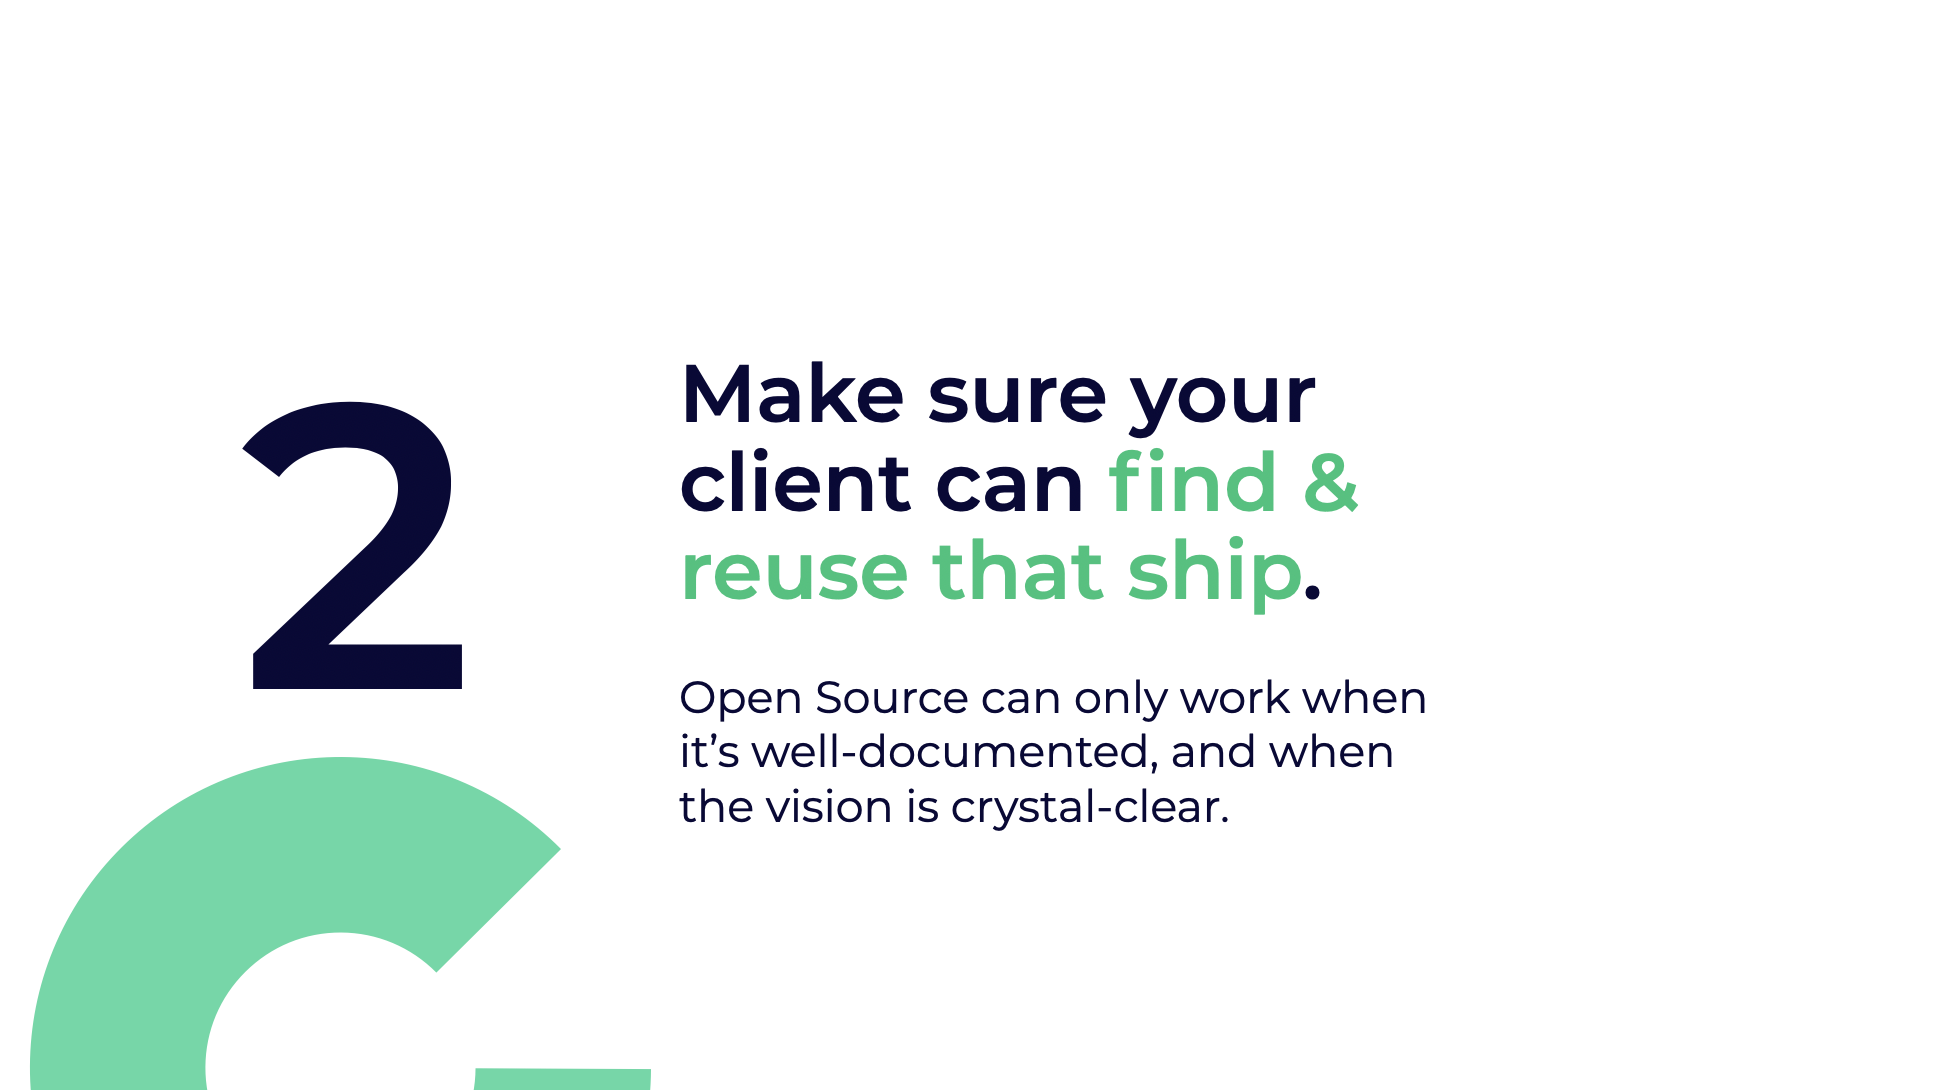 2
Make sure your
client can find &
reuse that ship.
Open Source can only work when
it’s well-documented, and when
the vision is crystal-clear.